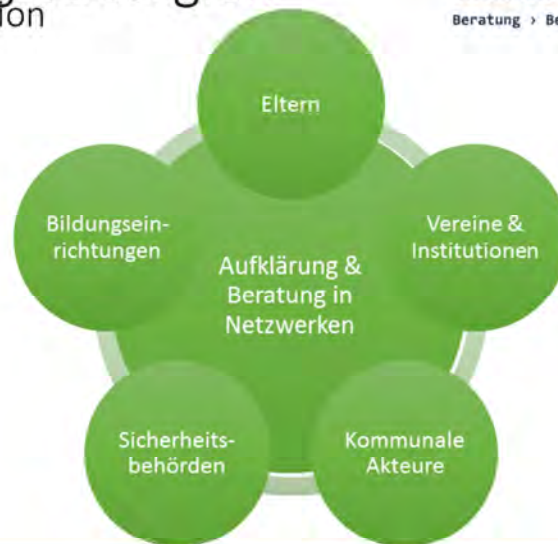 ion
Beratung › Be
Eltern
Bildungsein-
richtungen
Vereine &
Institutionen
Aufklärung &
Beratung in
Netzwerken
Sicherheits-
behörden
Kommunale
Akteure